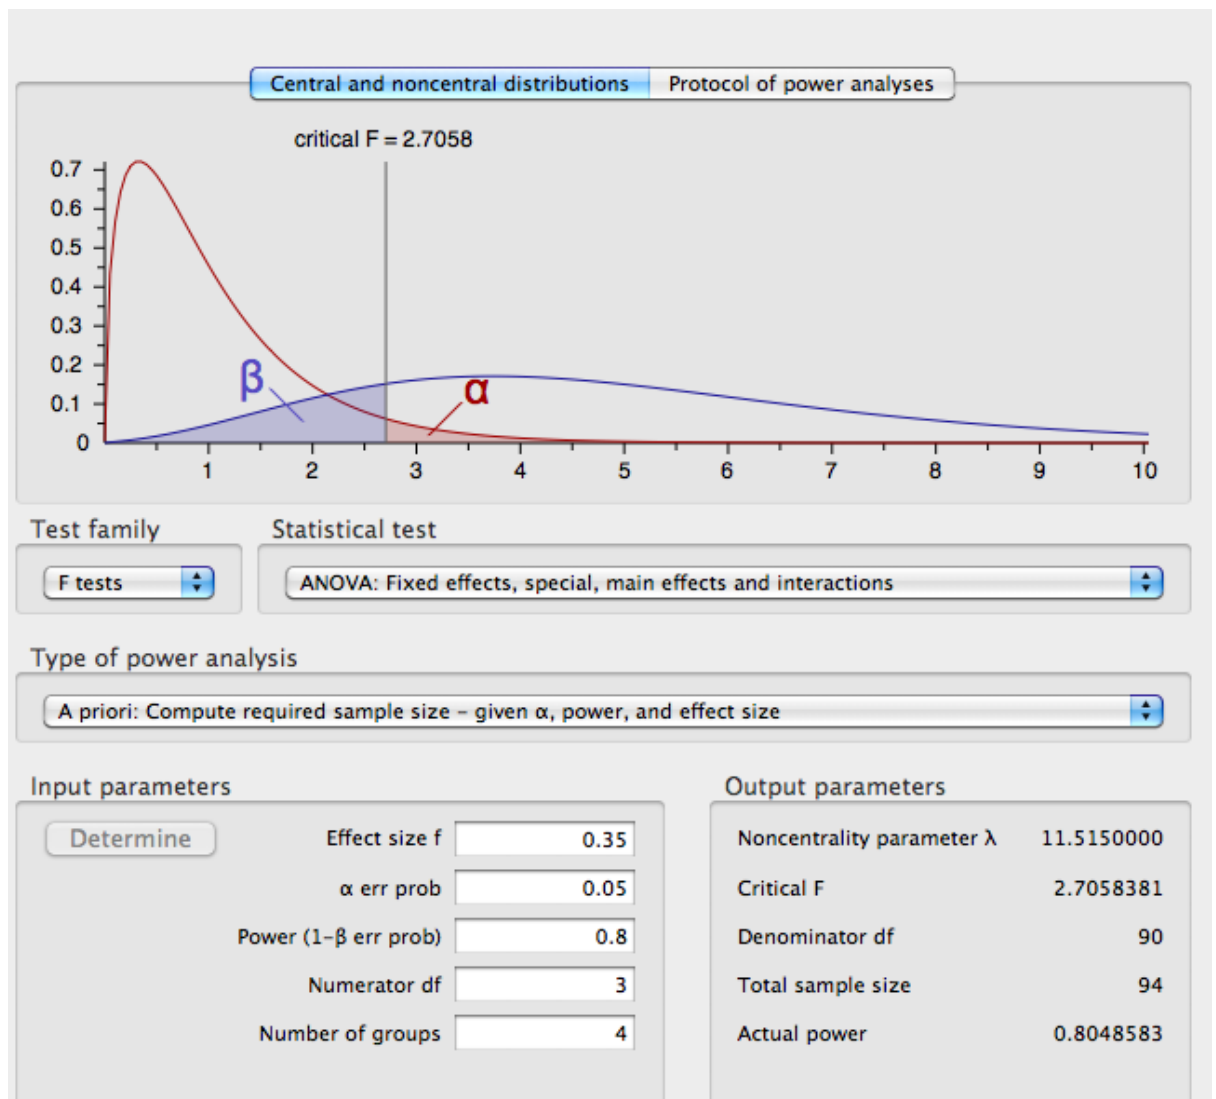 Central and noncentral distributions Protocol of power analyses
critical F = 2.7058
0.7
0.6
0.5
0.4
0.3
0.2
0.1
0
β
α
1 2 3 4 5 6 7 8 9 10
Test family Statistical test
F tests ANOVA: Fixed effects, special, main effects and interactions
Type of power analysis
A priori: Compute required sample size – given α, power, and effect size
Input parameters Output parameters
Determine Effect size f 0.35 Noncentrality parameter λ 11.5150000
α err prob 0.05 Critical F 2.7058381
Power (1-β err prob) 0.8 Denominator df 90
Numerator df 3 Total sample size 94
Number of groups 4 Actual power 0.8048583